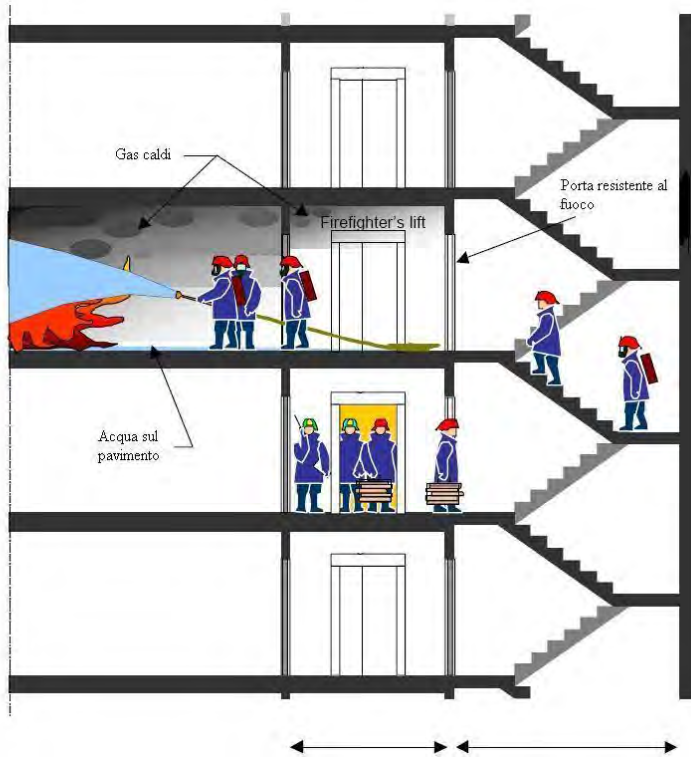 Gas caldi
Firefighter's lift
Porta resistente al
fuoco
Acqua sul
pavimento